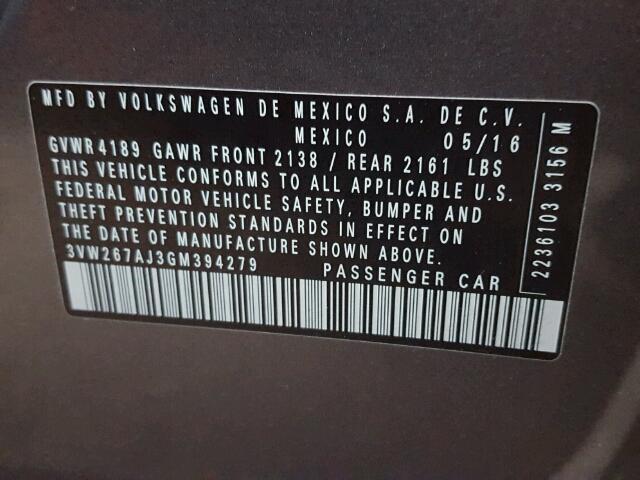 MFD BY VOLKSWAGEN DE MEXICO S.A. DE C.V.
MEXICO 05/16
GVWR 4189 GAWR FRONT 2138 / REAR 2161 LBS
THIS VEHICLE CONFORMS TO ALL APPLICABLE U.S.
FEDERAL MOTOR VEHICLE SAFETY, BUMPER AND
THEFT PREVENTION STANDARDS IN EFFECT ON
THE DATE OF MANUFACTURE SHOWN ABOVE.
3VW267AJ3GM394279 PASSENGER CAR
2236103 3156 M